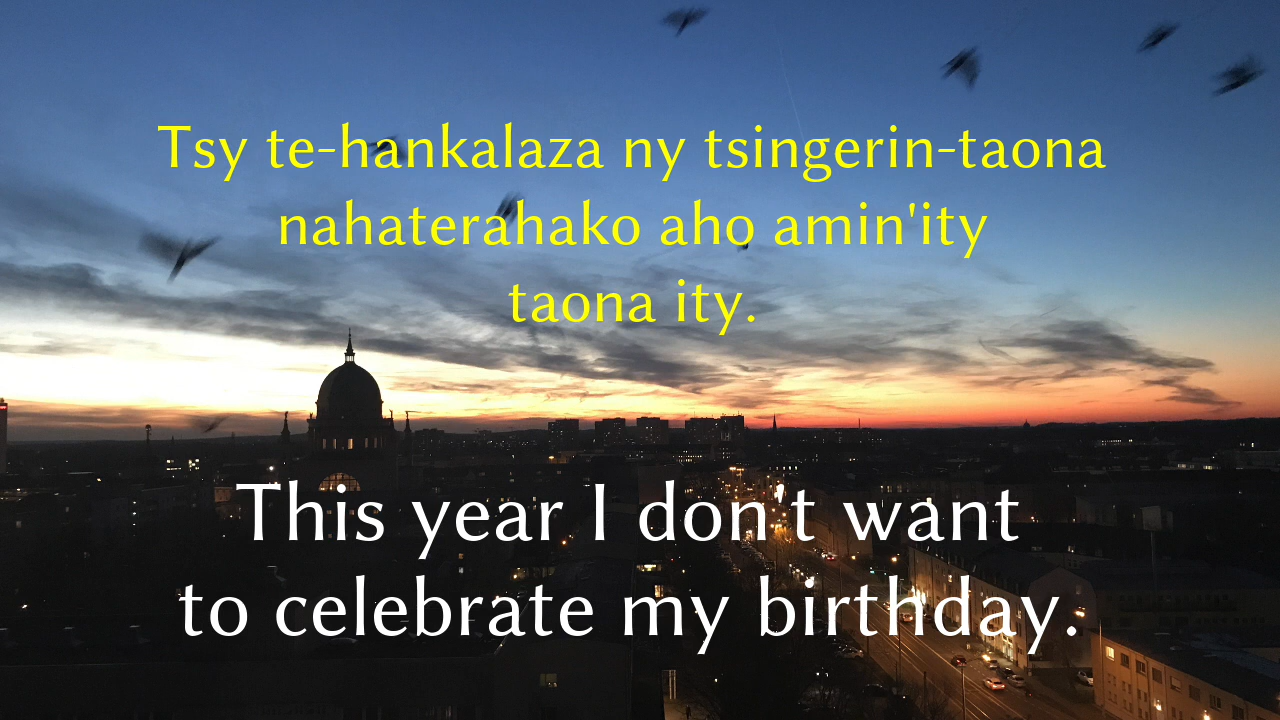 Tsy te-hankalaza ny tsingerin-taona
nahaterahako aho amin'ity
taona ity.
This year I don't want
to celebrate my birthday.